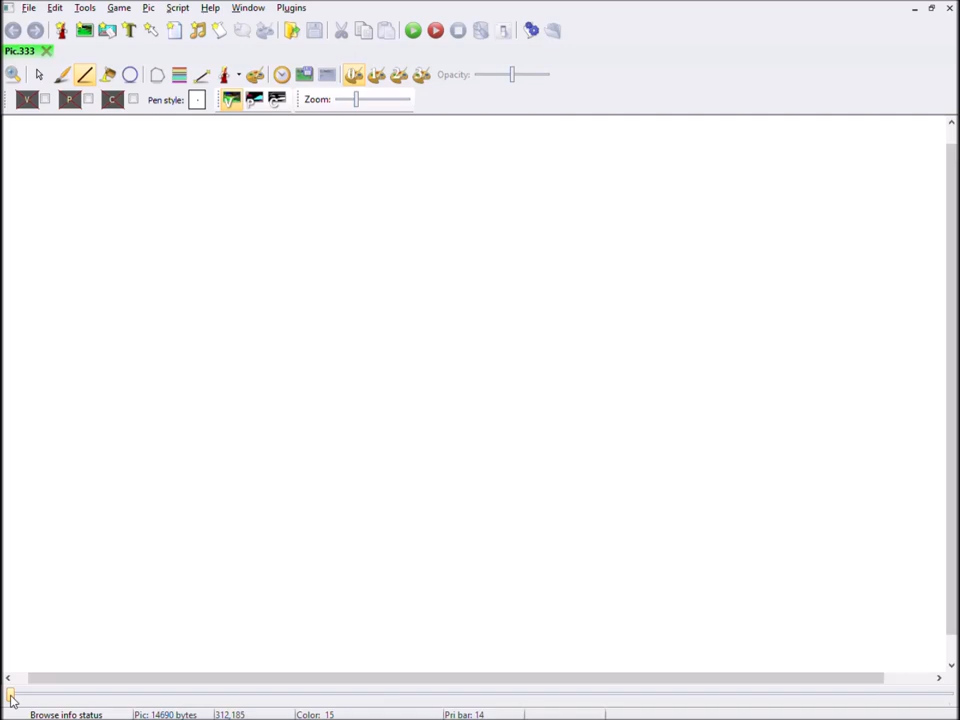 File Edit Tools Game Pic Script Help Window Plugins
Pic.333
Opacity:
V P C Pen style: V P C Zoom:
Browse info status Pic: 14690 bytes 312,185 Color: 15 Pri bar: 14